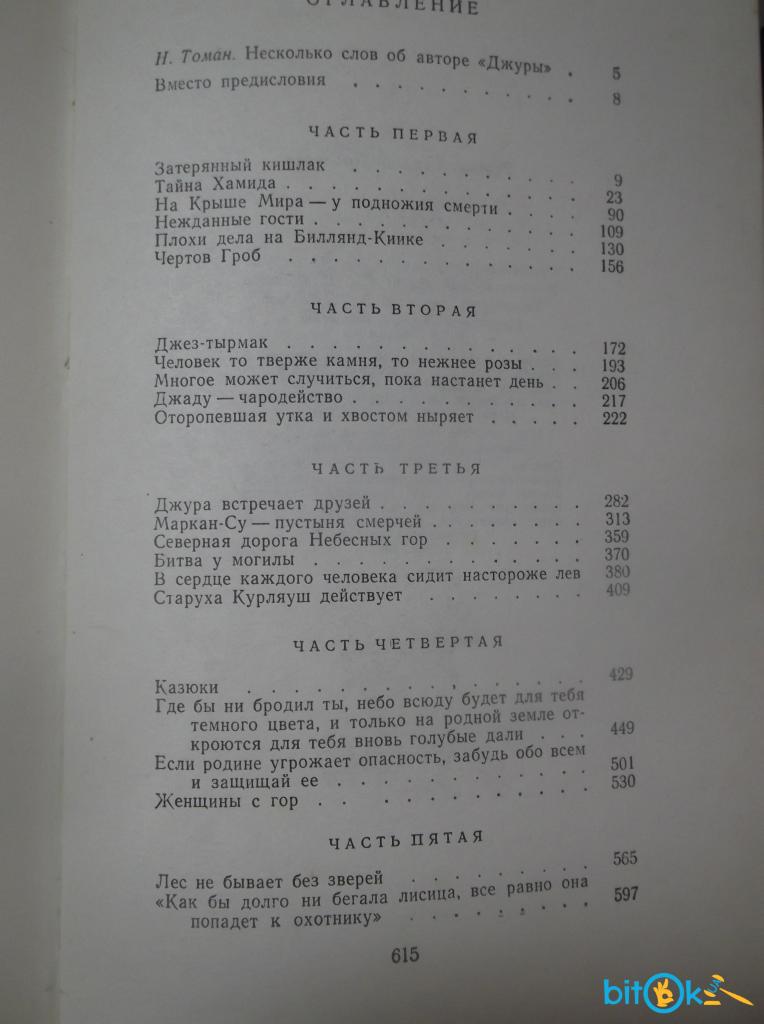 ОГЛАВЛЕНИЕ
Н. Томан. Несколько слов об авторе «Джуры» . 5
Вместо предисловия . . . . . . . . . . . 8
ЧАСТЬ ПЕРВАЯ
Затерянный кишлак . . . . . . . . . . . 9
Тайна Хамида . . . . . . . . . . . . . . 23
На Крыше Мира — у подножия смерти . . . . 90
Нежданные гости . . . . . . . . . . . . 109
Плохи дела на Биллянд-Киике . . . . . . . 130
Чертов Гроб . . . . . . . . . . . . . 156
ЧАСТЬ ВТОРАЯ
Джез-тырмак . . . . . . . . . . . . . 172
Человек то тверже камня, то нежнее розы . . . 193
Многое может случиться, пока настанет день . . 206
Джаду — чародейство . . . . . . . . . . 217
Оторопевшая утка и хвостом ныряет . . . . . 222
ЧАСТЬ ТРЕТЬЯ
Джура встречает друзей . . . . . . . . . 282
Маркан-Су — пустыня смерчей . . . . . . . 313
Северная дорога Небесных гор . . . . . . 359
Битва у могилы . . . . . . . . . . . . 370
В сердце каждого человека сидит настороже лев 380
Старуха Курляуш действует . . . . . . . . 409
ЧАСТЬ ЧЕТВЕРТАЯ
Казюки . . . . . . . . . . . . . . 429
Где бы ни бродил ты, небо всюду будет для тебя
темного цвета, и только на родной земле от-
кроются для тебя вновь голубые дали . . . 449
Если родине угрожает опасность, забудь обо всем 501
и защищай ее . . . . . . . . . . . 530
Женщины с гор . . . . . . . . . . . .
ЧАСТЬ ПЯТАЯ
Лес не бывает без зверей . . . . . . . . 565
«Как бы долго ни бегала лисица, все равно она
попадет к охотнику» . . . . . . . . 597
615
bitOk
UA